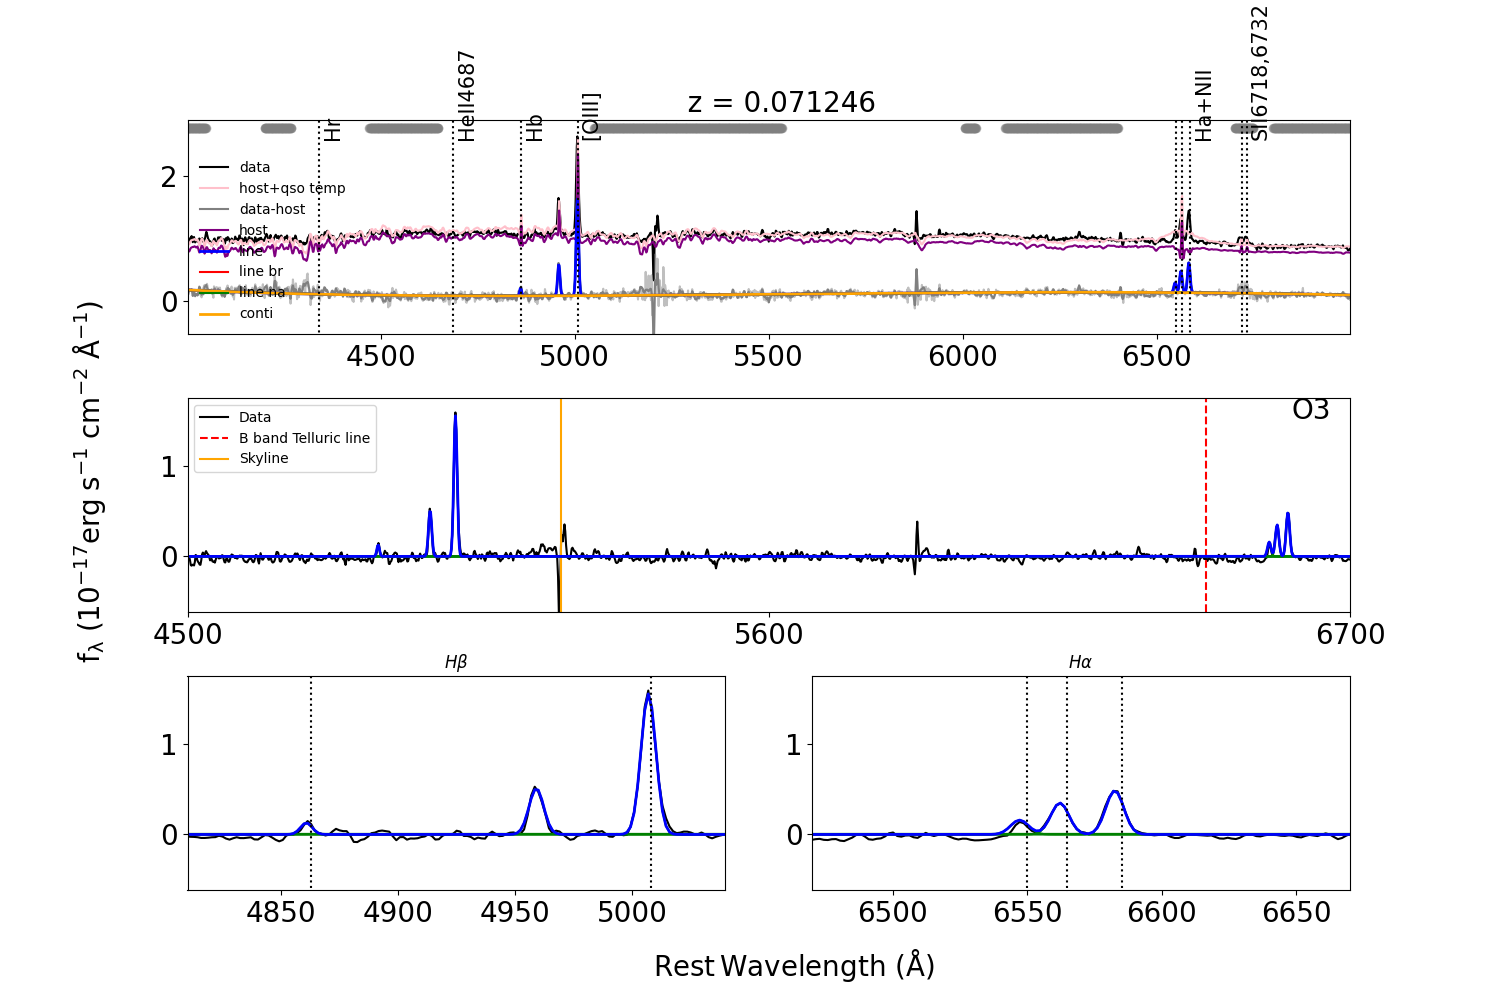 z = 0.071246
Hr
HeII4687
Hb
[OIII]
Ha+NII
SII6718,6732
data
host+qso temp
data-host
host
line
line br
line na
conti
2
0
4500 5000 5500 6000 6500
O3
Data
B band Telluric line
Skyline
1
0
4500 5600 6700
fλ (10−17erg s−1 cm−2 Å−1)
Hβ
1
0
4850 4900 4950 5000
Hα
1
0
6500 6550 6600 6650
Rest Wavelength (Å)